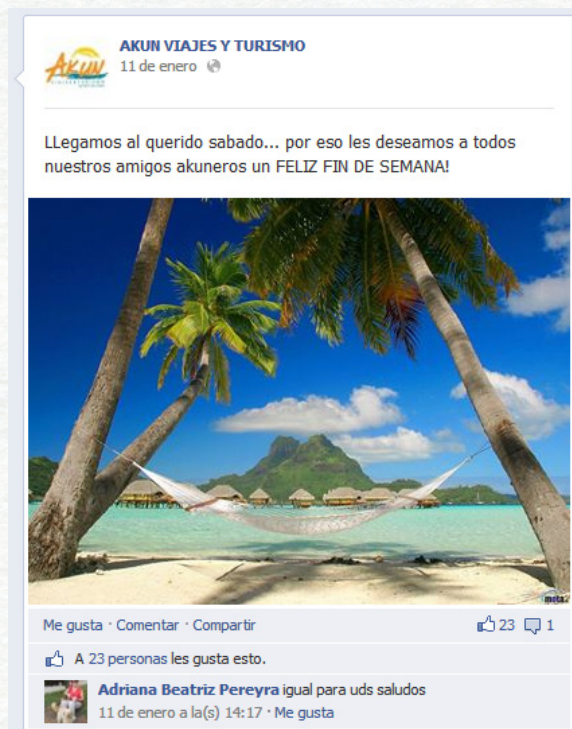 AKUN VIAJES Y TURISMO
11 de enero
AKUN
LLegamos al querido sabado... por eso les deseamos a todos
nuestros amigos akuneros un FELIZ FIN DE SEMANA!
Me gusta · Comentar · Compartir
23 1
A 23 personas les gusta esto.
Adriana Beatriz Pereyra igual para uds saludos
11 de enero a la(s) 14:17 · Me gusta